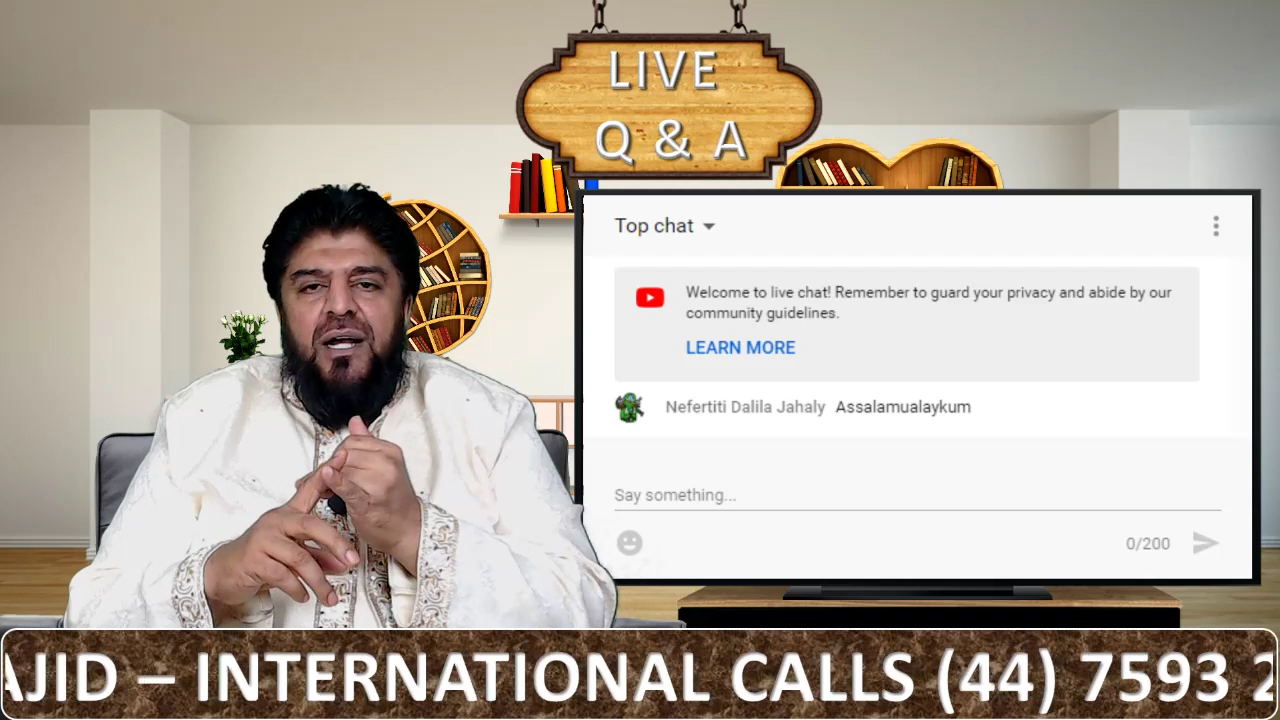 LIVE
Q & A
Top chat
Welcome to live chat! Remember to guard your privacy and abide by our
community guidelines.
LEARN MORE
Nefertiti Dalila Jahaly Assalamualaykum
Say something...
0/200
AJID – INTERNATIONAL CALLS (44) 7593 2